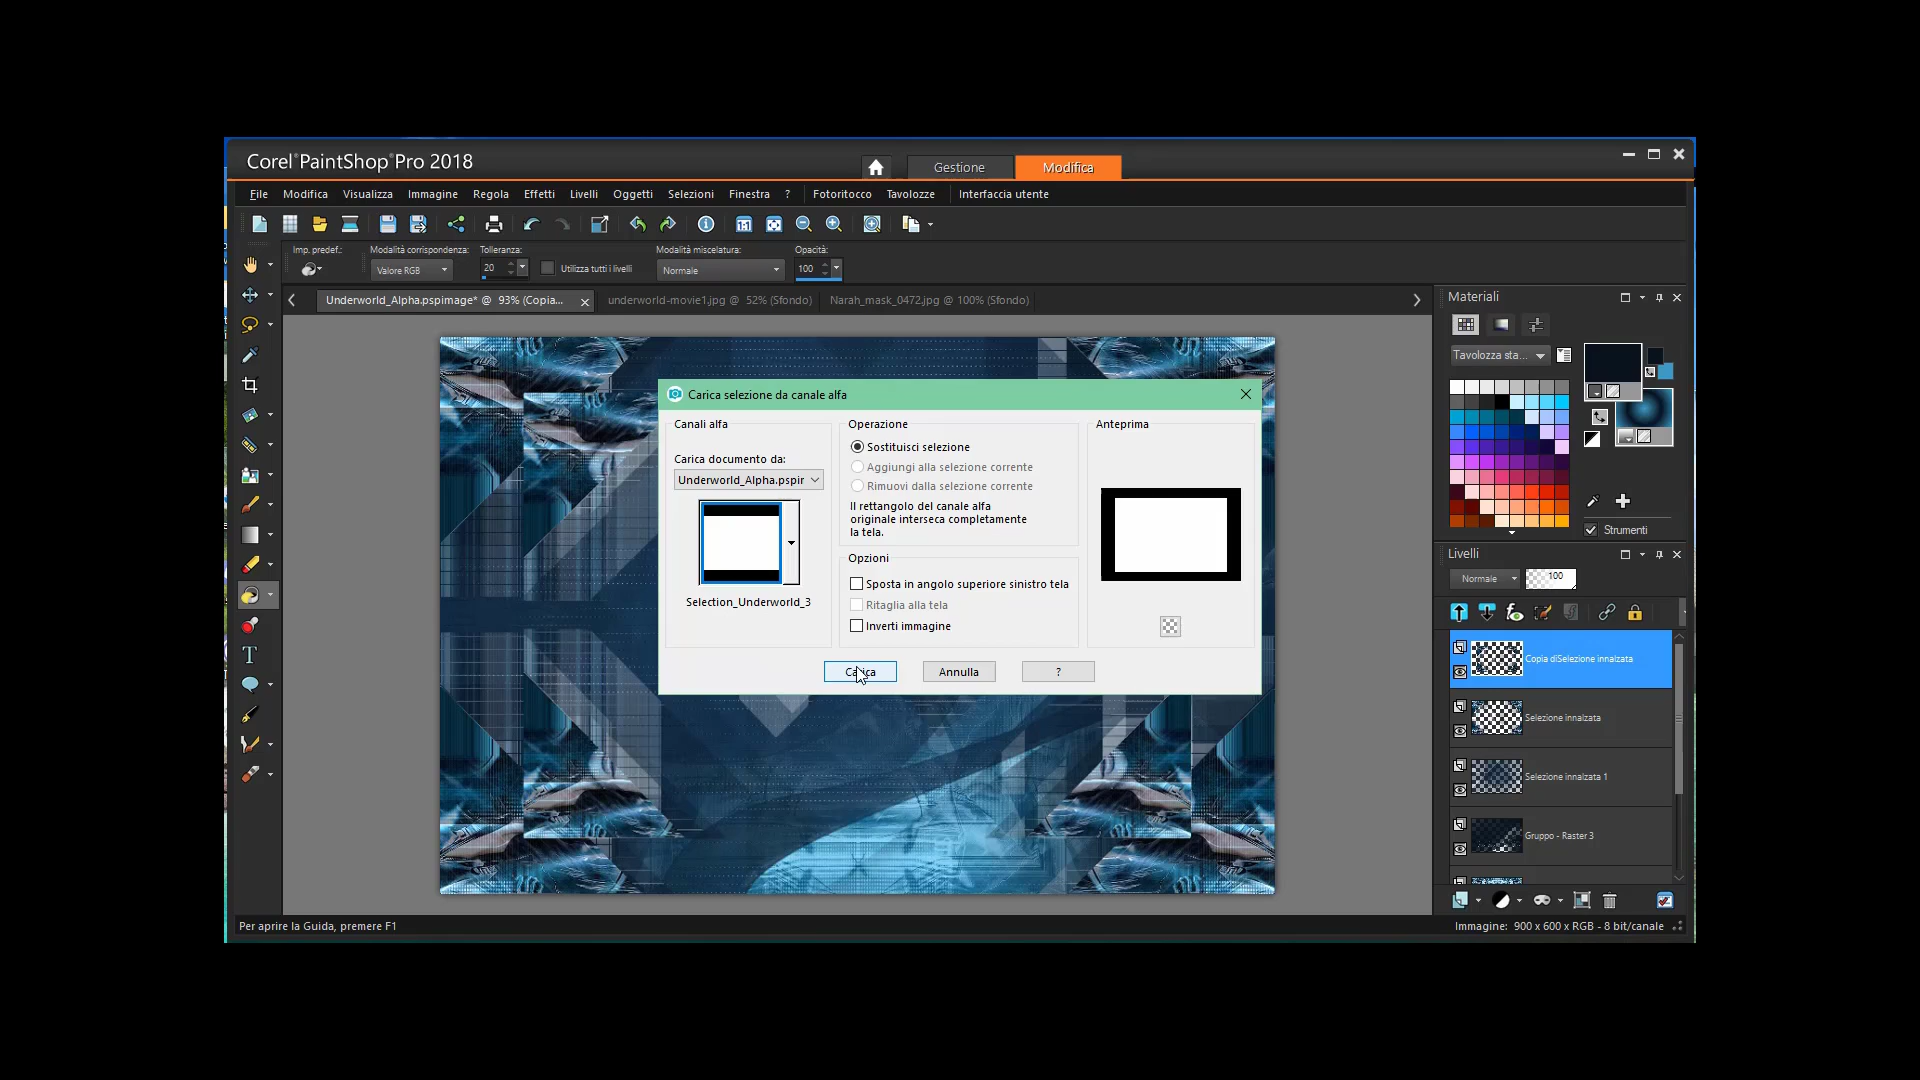 Corel PaintShop Pro 2018
Gestione
Modifica
File Modifica Visualizza Immagine Regola Effetti Livelli Oggetti Selezioni Finestra ? Fotoritocco Tavolozze Interfaccia utente
Imp. predef.: Modalità corrispondenza: Tolleranza: Modalità miscelatura: Opacità:
Valore RGB 20 Utilizza tutti i livelli Normale 100
Underworld_Alpha.pspimage* @ 93% (Copia... underworld-movie1.jpg @ 52% (Sfondo) Narah_mask_0472.jpg @ 100% (Sfondo)
Materiali
Tavolozza sta...
Strumenti
Carica selezione da canale alfa
Canali alfa
Carica documento da:
Underworld_Alpha.pspir
Selection_Underworld_3
Operazione
Sostituisci selezione
Aggiungi alla selezione corrente
Rimuovi dalla selezione corrente
Il rettangolo del canale alfa
originale interseca completamente
la tela.
Opzioni
Sposta in angolo superiore sinistro tela
Ritaglia alla tela
Inverti immagine
Anteprima
Carica
Annulla
?
Livelli
Normale 100
Copia diSelezione innalzata
Selezione innalzata
Selezione innalzata 1
Gruppo - Raster 3
Per aprire la Guida, premere F1
Immagine: 900 x 600 x RGB - 8 bit/canale